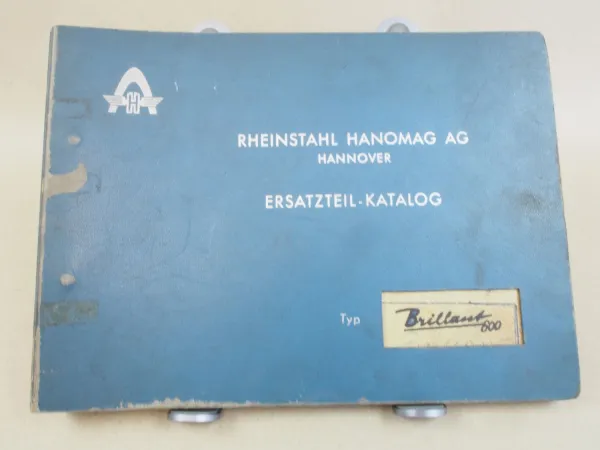 RHEINSTAHL HANOMAG AG
HANNOVER
ERSATZTEIL-KATALOG
Typ Brillant 600